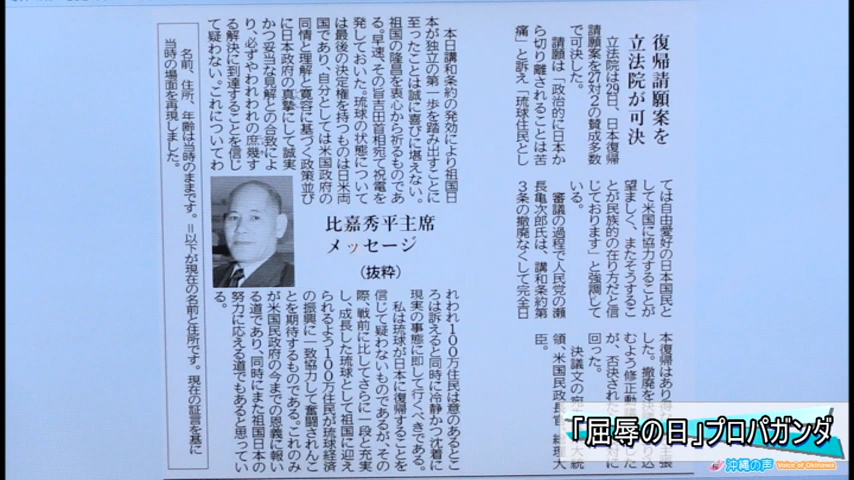 復帰請願案を
立法院が可決
立法院は29日、日本復帰
請願案を27対2の賛成多数
で可決した。
請願は「政治的に日本か
ら切り離されることは苦
痛」と訴え「琉球住民とし
ては自由愛好の日本国民と
して米国に協力することが
望ましく、またそうするこ
とが民族的の在り方だと信
じております」と強調して
いる。
審議の過程で人民党の瀬
長亀次郎氏は、講和条約第
３条の撤廃なくして完全日
本復帰はあり得な 主張
した。撤廃を決 り込
むよう修正動 した
が、否決された 対に
回った。
決議文の宛 大統
領、米国民政長官 総理大
臣。
比嘉秀平主席
メッセージ
（抜粋）
本日講和条約の発効により祖国日
本が独立の第一歩を踏み出すことに
至ったことは誠に喜びに堪えない。
祖国の隆昌を衷心から祈るものであ
る。早速、その旨吉田首相宛て祝電を
発しておいた。琉球の状態について
は最後の決定権を持つものは日米両
国であり、自分としては米国政府の
同情と理解と寛容に基づく政策並び
に日本政府の真摯にして誠実
かつ妥当な見解との合致によ
り、必ずやわれわれの庶幾す
る解決に到達することを信じ
て疑わない。これについてわ
れわれ１００万住民は意のあるとこ
ろは訴えると同時に冷静かつ沈着に
現実の事態に即して行くべきである。
私は琉球が日本に復帰することを
信じて疑わないものであるが、その
際、戦前に比してさらに一段と充実
し、成長した琉球として祖国に迎え
られるよう１００万住民が琉球経済
の振興に一致協力して奮闘されんこ
とを期待するものである。これのみ
が米国民政府の今までの恩義に報い
る道であり、同時にまた祖国日本の
努力に応える道でもあると思ってい
る。
名前、住所、年齢は当時のままです。＝以下が現在の名前と住所です。現在の証言を基に
当時の場面を再現しました。
「屈辱の日」プロパガンダ
沖縄の声 Voice of Okinawa